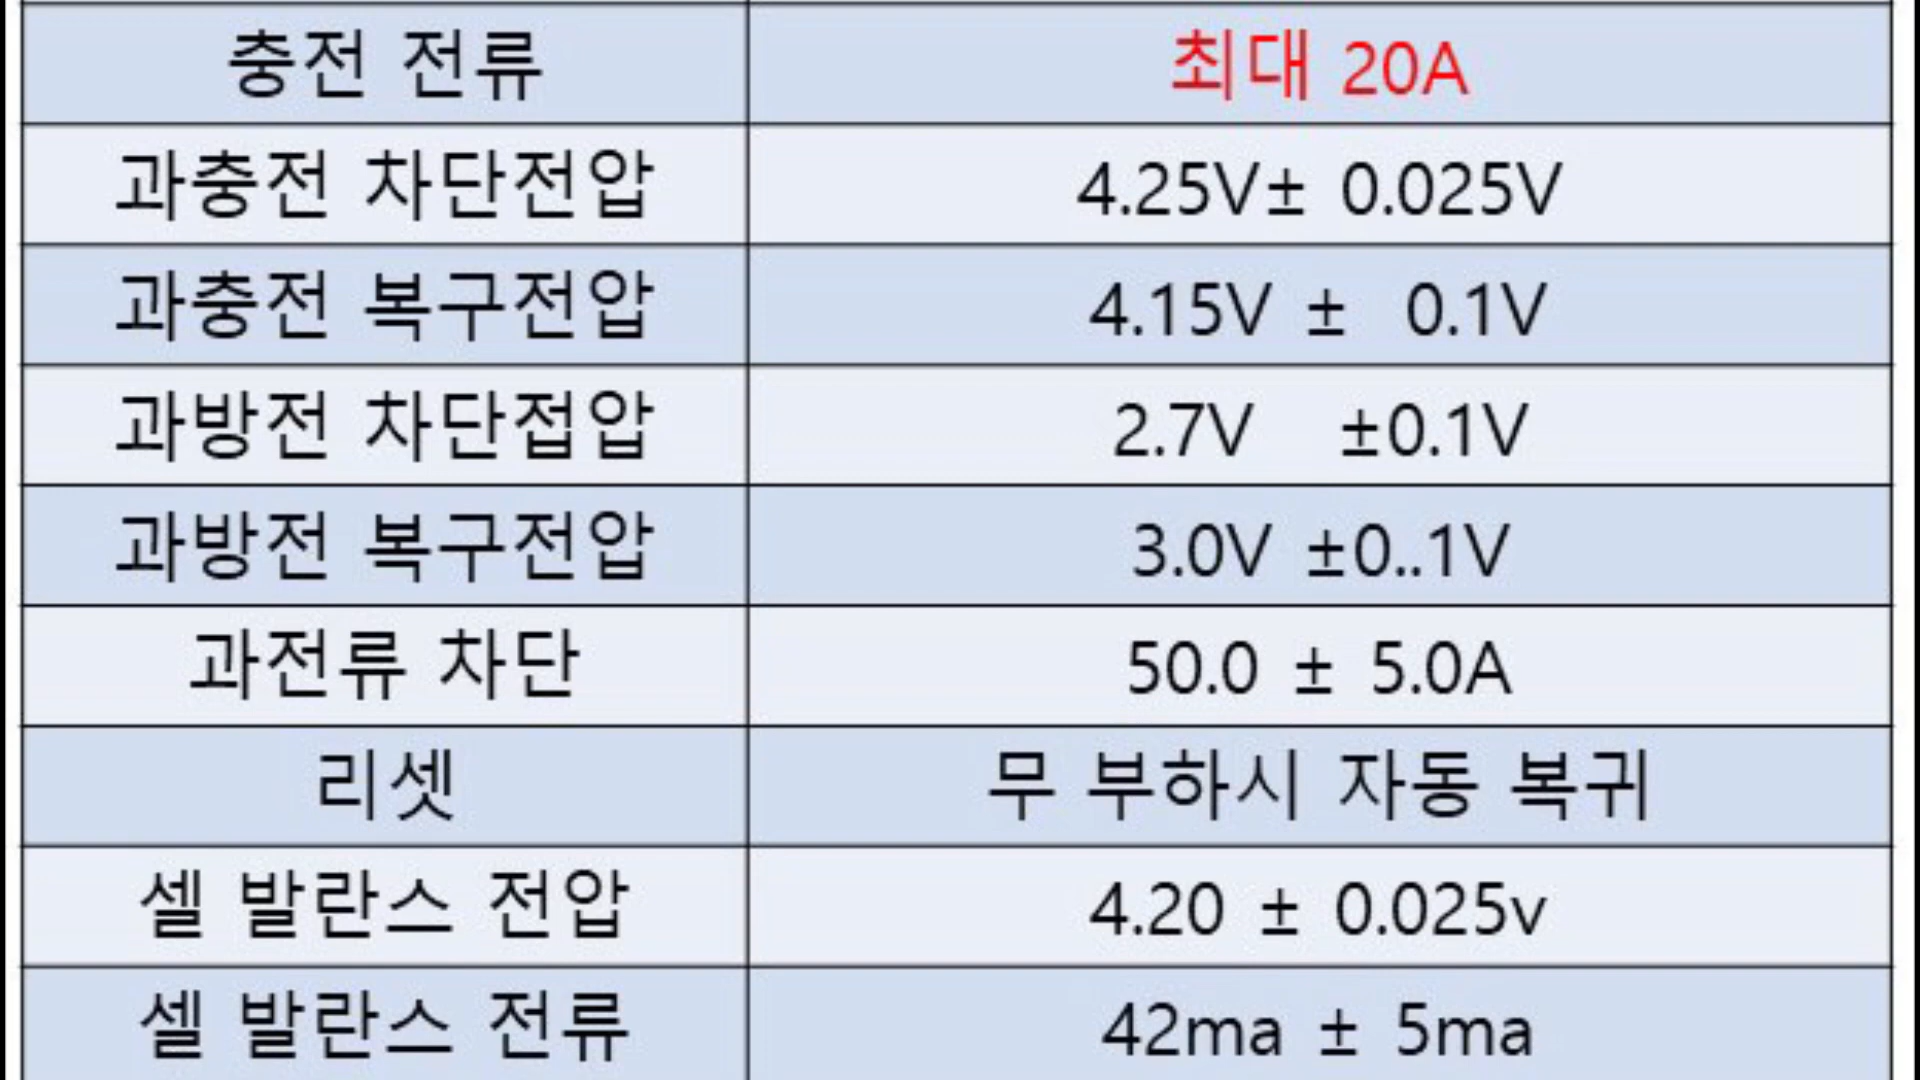 충전 전류 최대 20A
과충전 차단전압 4.25V± 0.025V
과충전 복구전압 4.15V ± 0.1V
과방전 차단접압 2.7V ±0.1V
과방전 복구전압 3.0V ±0..1V
과전류 차단 50.0 ± 5.0A
리셋 무 부하시 자동 복귀
셀 발란스 전압 4.20 ± 0.025v
셀 발란스 전류 42ma ± 5ma